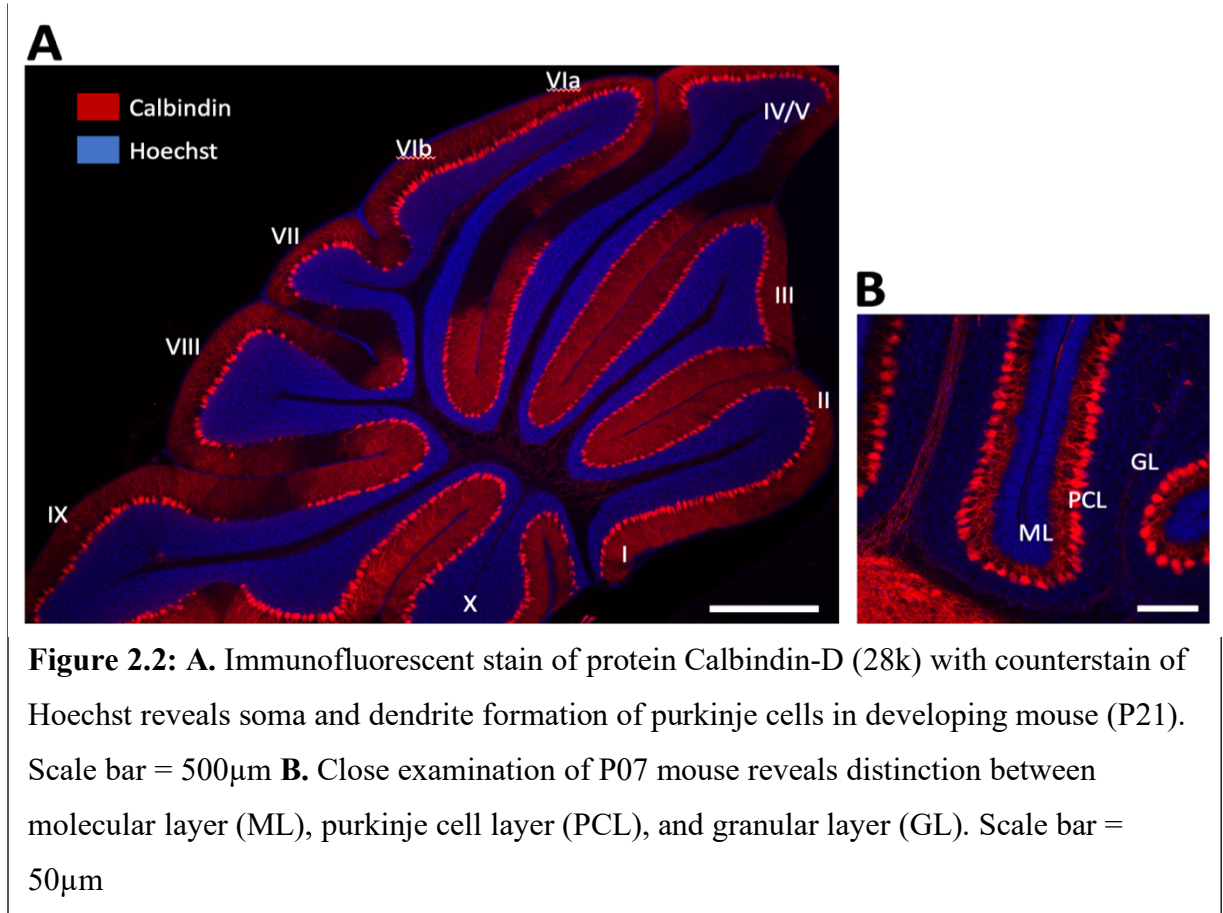 A
Calbindin
Hoechst
VIa
IV/V
VIb
VII
III
VIII
II
IX
I
X
B
GL
PCL
ML
Figure 2.2: A. Immunofluorescent stain of protein Calbindin-D (28k) with counterstain of
Hoechst reveals soma and dendrite formation of purkinje cells in developing mouse (P21).
Scale bar = 500µm B. Close examination of P07 mouse reveals distinction between
molecular layer (ML), purkinje cell layer (PCL), and granular layer (GL). Scale bar =
50µm